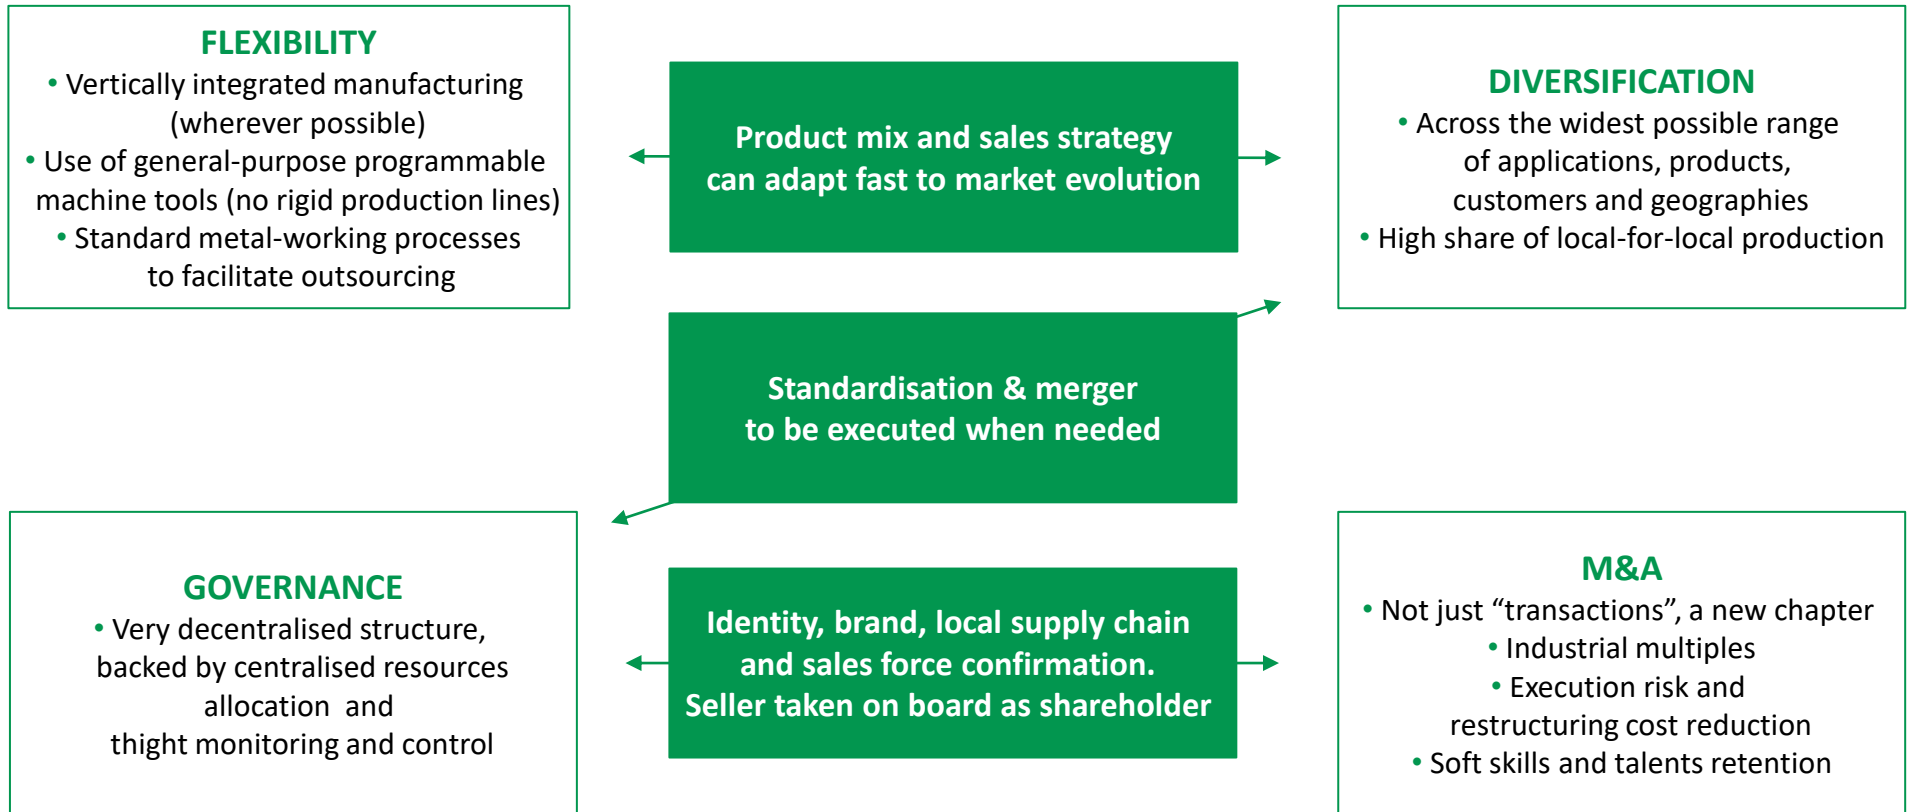 FLEXIBILITY
• Vertically integrated manufacturing
(wherever possible)
• Use of general-purpose programmable
machine tools (no rigid production lines)
• Standard metal-working processes
to facilitate outsourcing
Product mix and sales strategy
can adapt fast to market evolution
DIVERSIFICATION
• Across the widest possible range
of applications, products,
customers and geographies
• High share of local-for-local production
Standardisation & merger
to be executed when needed
GOVERNANCE
• Very decentralised structure,
backed by centralised resources
allocation and
thight monitoring and control
Identity, brand, local supply chain
and sales force confirmation.
Seller taken on board as shareholder
M&A
• Not just “transactions”, a new chapter
• Industrial multiples
• Execution risk and
restructuring cost reduction
• Soft skills and talents retention